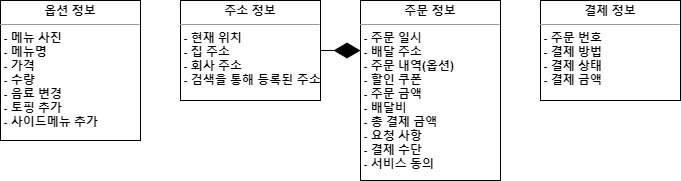 옵션 정보
- 메뉴 사진
- 메뉴명
- 가격
- 수량
- 음료 변경
- 토핑 추가
- 사이드메뉴 추가
주소 정보
- 현재 위치
- 집 주소
- 회사 주소
- 검색을 통해 등록된 주소
주문 정보
- 주문 일시
- 배달 주소
- 주문 내역(옵션)
- 할인 쿠폰
- 주문 금액
- 배달비
- 총 결제 금액
- 요청 사항
- 결제 수단
- 서비스 동의
결제 정보
- 주문 번호
- 결제 방법
- 결제 상태
- 결제 금액